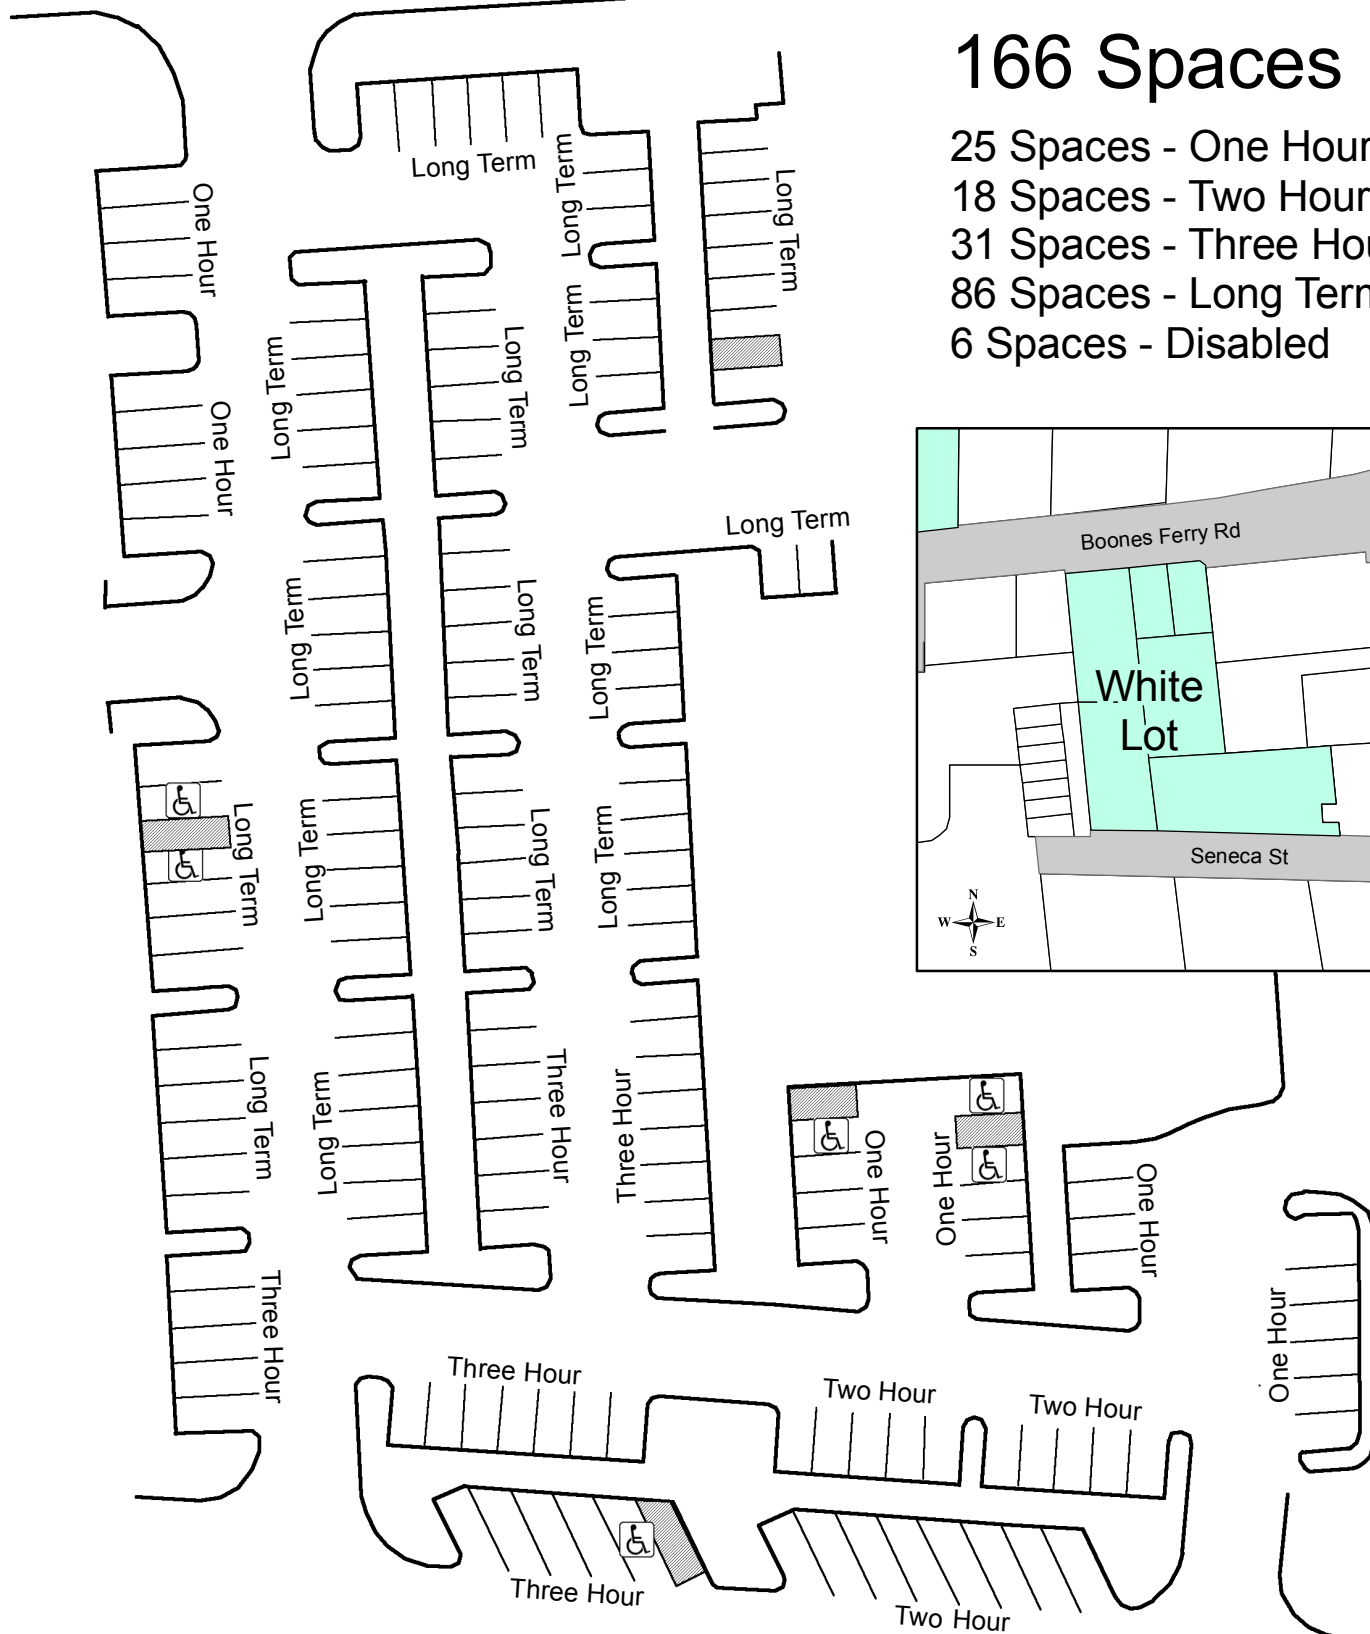 166 Spaces
25 Spaces - One Hour
18 Spaces - Two Hour
31 Spaces - Three Hou
86 Spaces - Long Term
6 Spaces - Disabled
Long Term
Long Term
Long Term
One Hour
Long Term
Long Term
Long Term
One Hour
Long Term
Boones Ferry Rd
White
Lot
Seneca St
N
W
E
S
Long Term
Long Term
Long Term
Long Term
Long Term
Long Term
Long Term
Long Term
Long Term
Three Hour
Three Hour
One Hour
One Hour
One Hour
Three Hour
One Hour
Three Hour
Two Hour
Two Hour
Three Hour
Two Hour